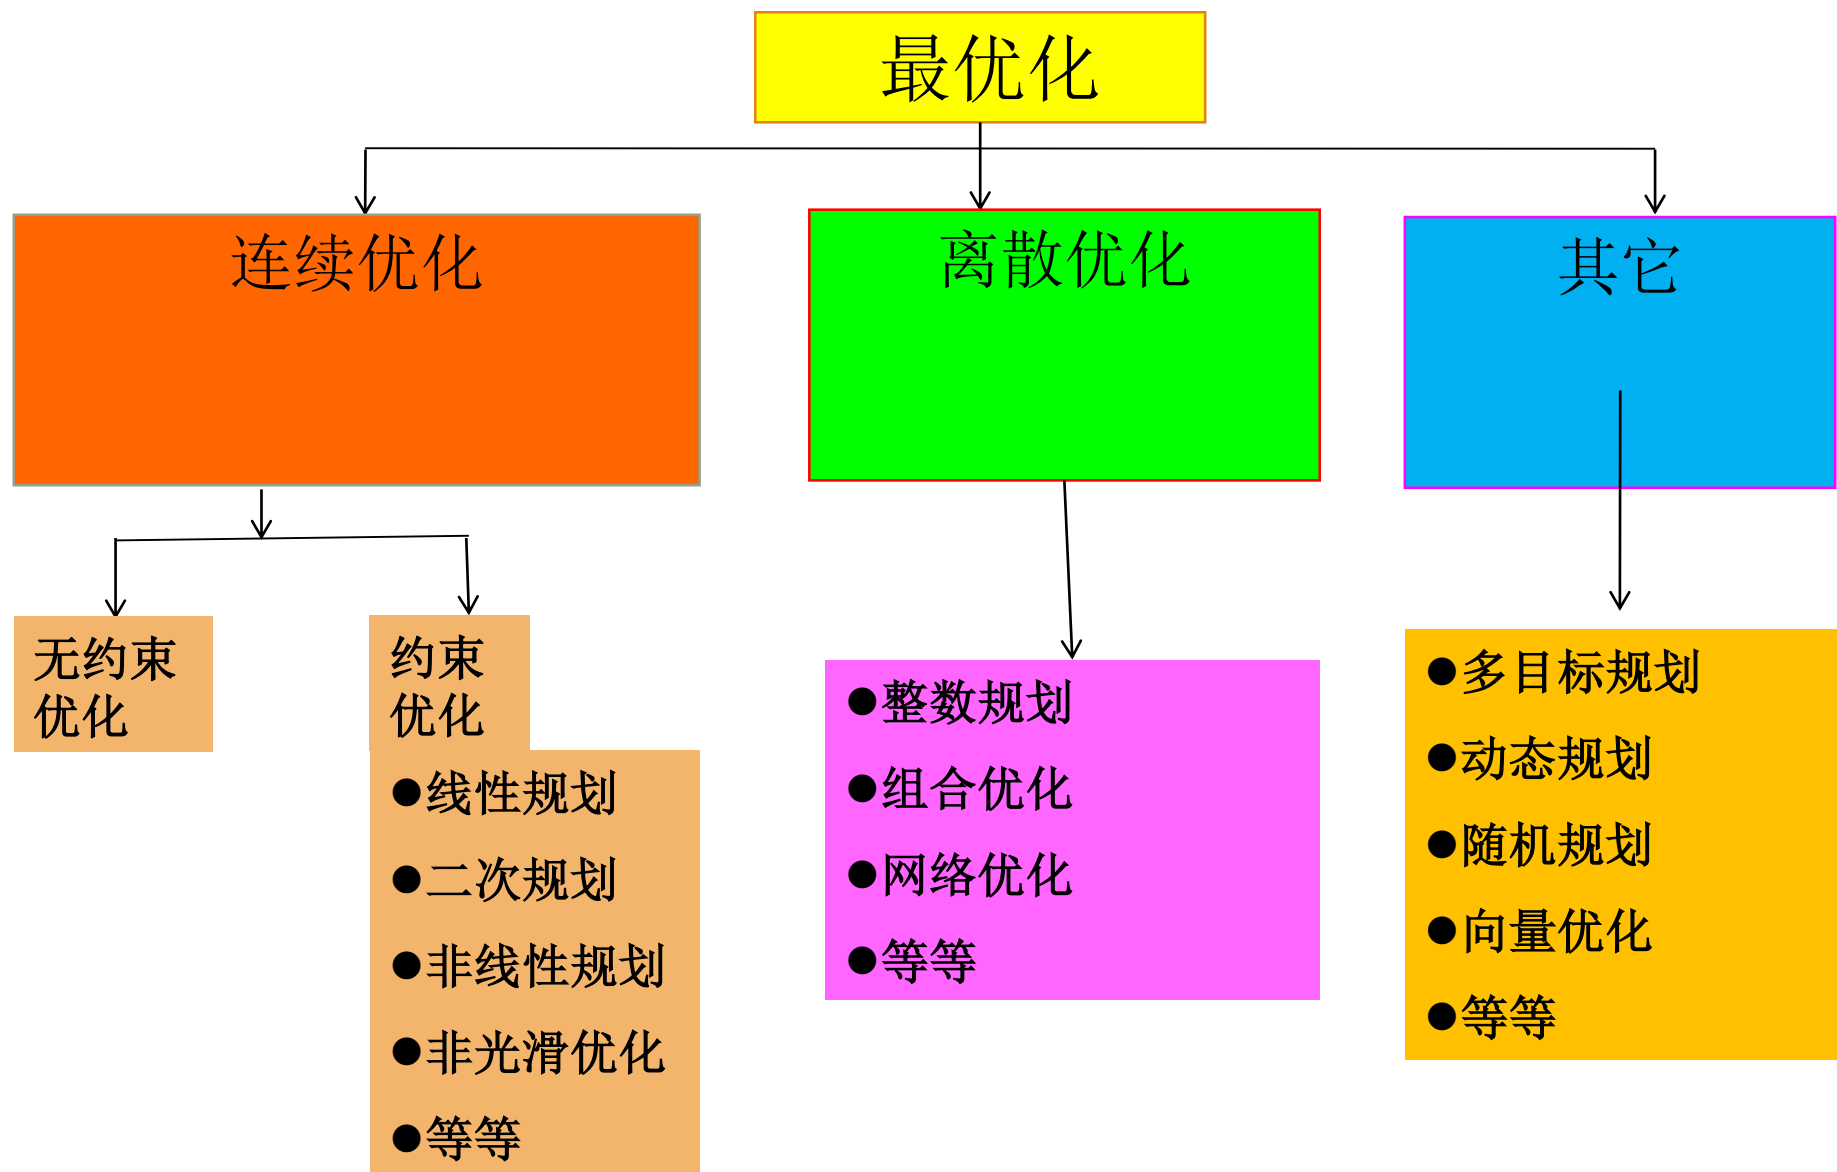 最优化
连续优化
离散优化
其它
无约束
优化
约束
优化
●线性规划
●二次规划
●非线性规划
●非光滑优化
●等等
●整数规划
●组合优化
●网络优化
●等等
●多目标规划
●动态规划
●随机规划
●向量优化
●等等